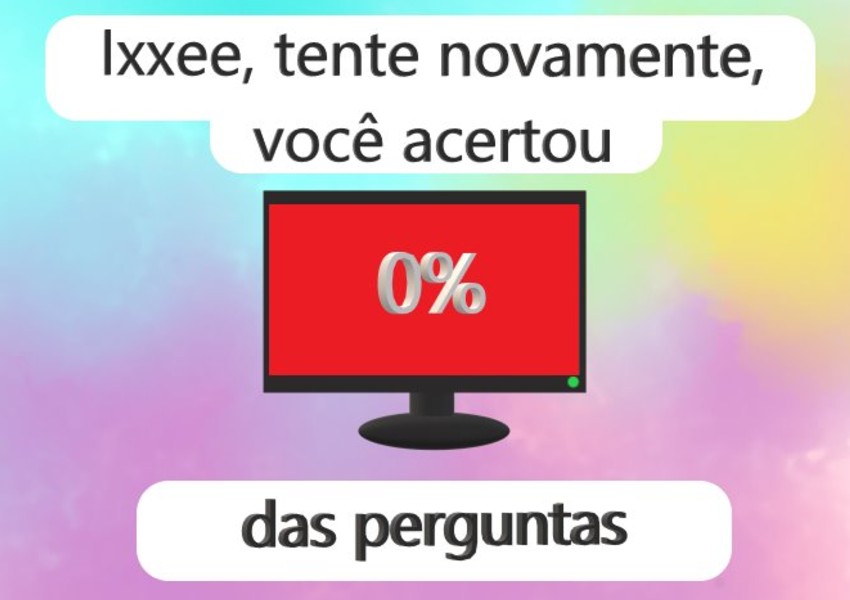 Ixxee, tente novamente,
você acertou
0%
das perguntas